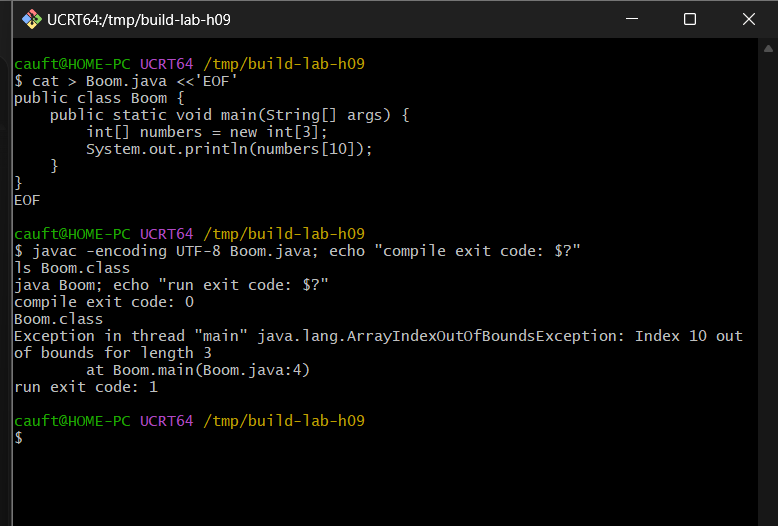 UCRT64:/tmp/build-lab-h09
cauft@HOME-PC UCRT64 /tmp/build-lab-h09
$ cat > Boom.java <<'EOF'
public class Boom {
    public static void main(String[] args) {
        int[] numbers = new int[3];
        System.out.println(numbers[10]);
    }
}
EOF
cauft@HOME-PC UCRT64 /tmp/build-lab-h09
$ javac -encoding UTF-8 Boom.java; echo "compile exit code: $?"
ls Boom.class
java Boom; echo "run exit code: $?"
compile exit code: 0
Boom.class
Exception in thread "main" java.lang.ArrayIndexOutOfBoundsException: Index 10 out
of bounds for length 3
        at Boom.main(Boom.java:4)
run exit code: 1
cauft@HOME-PC UCRT64 /tmp/build-lab-h09
$